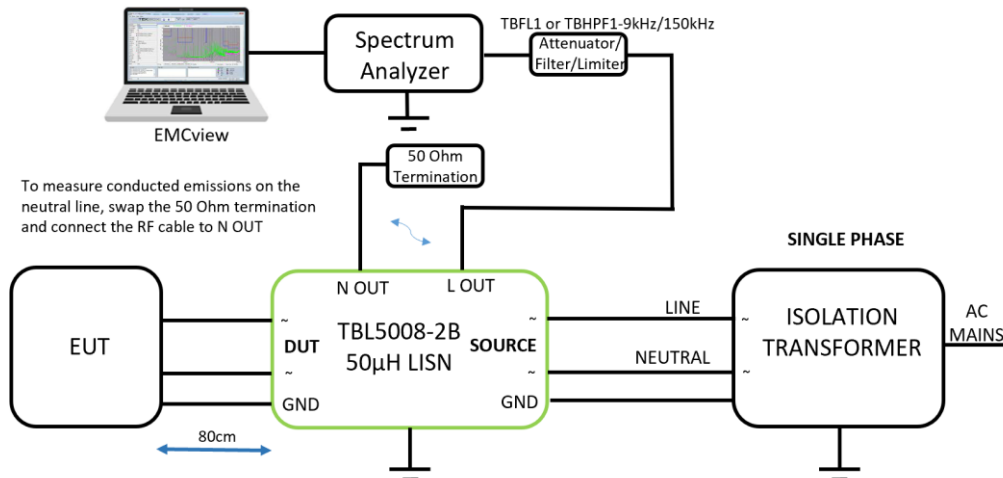 TBFL1 or TBHPF1-9kHz/150kHz
Spectrum
Analyzer
Attenuator/
Filter/Limiter
EMCview
50 Ohm
Termination
To measure conducted emissions on the
neutral line, swap the 50 Ohm termination
and connect the RF cable to N OUT
SINGLE PHASE
N OUT
L OUT
EUT
~
~
DUT
GND
TBL5008-2B
50µH LISN
~
SOURCE
~
GND
LINE
NEUTRAL
~
~
ISOLATION
TRANSFORMER
AC
MAINS
80cm